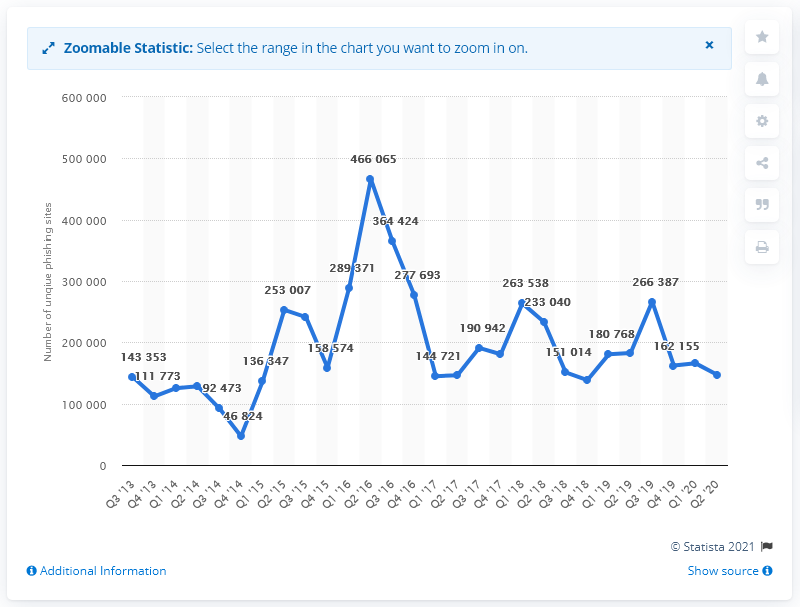 Zoomable Statistic: Select the range in the chart you want to zoom in on.
×
600 000
500 000
400 000
300 000
200 000
100 000
0
Number of unqiue phishing sites
143 353
111 773
92 473
46 824
136 347
253 007
158 574
289 371
466 065
364 424
277 693
144 721
190 942
263 538
233 040
151 014
180 768
266 387
162 155
Q3 '13
Q4 '13
Q1 '14
Q2 '14
Q3 '14
Q4 '14
Q1 '15
Q2 '15
Q3 '15
Q4 '15
Q1 '16
Q2 '16
Q3 '16
Q4 '16
Q1 '17
Q2 '17
Q3 '17
Q4 '17
Q1 '18
Q2 '18
Q3 '18
Q4 '18
Q1 '19
Q2 '19
Q3 '19
Q4 '19
Q1 '20
Q2 '20
© Statista 2021
Additional Information
Show source